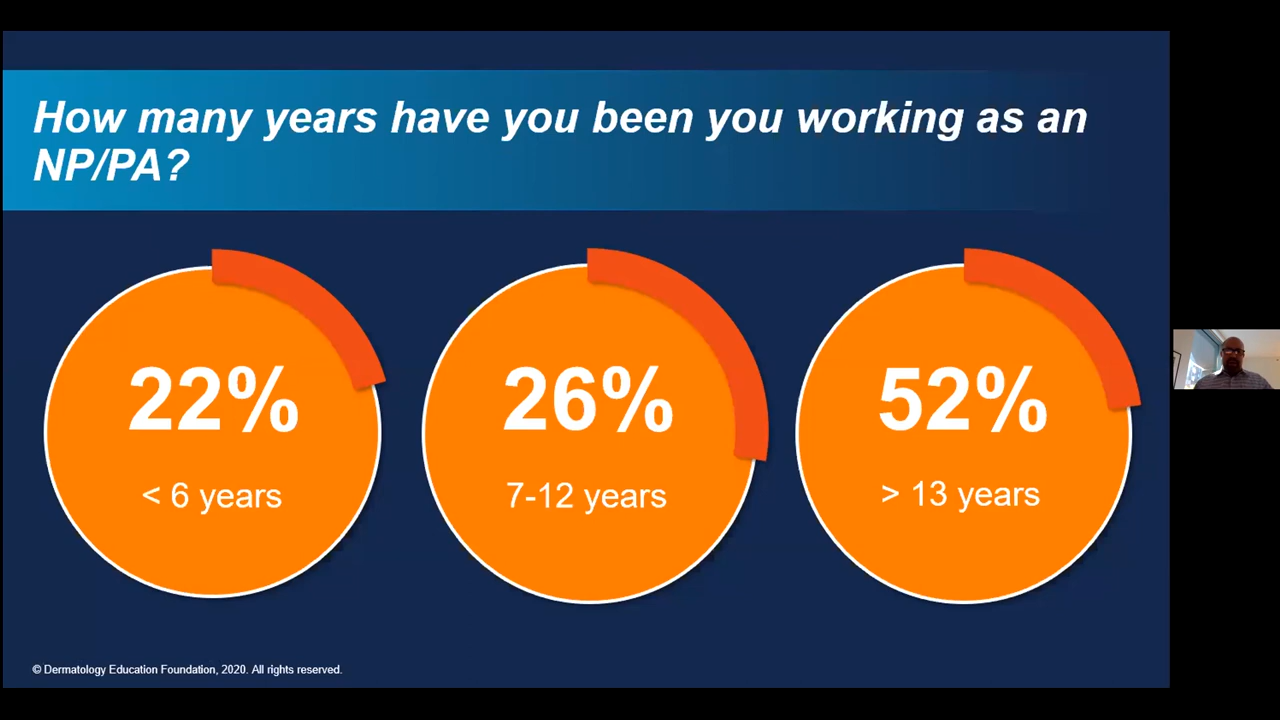 How many years have you been you working as an
NP/PA?
22%
< 6 years
26%
7-12 years
52%
> 13 years
© Dermatology Education Foundation, 2020. All rights reserved.